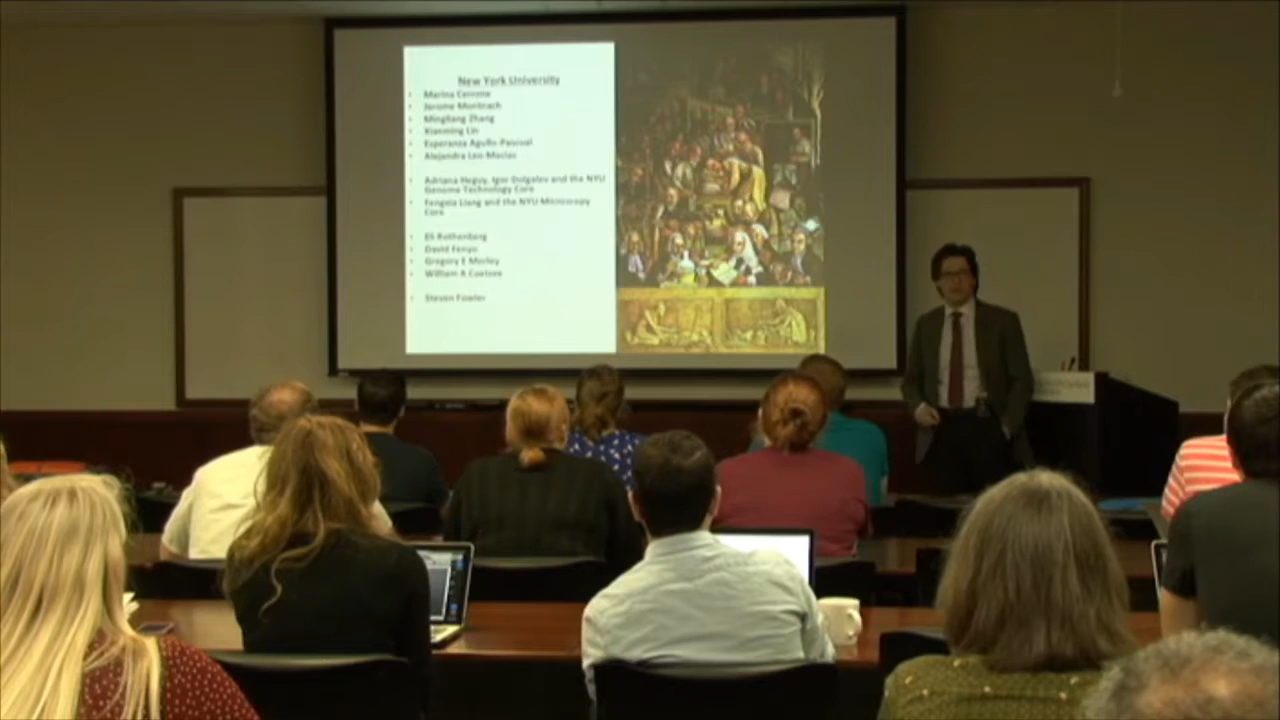 New York University
• Marina Cerrone
• Jerome Montnach
• Mingliang Zhang
• Xianming Lin
• Esperanza Agullo-Pascual
• Alejandra Leo-Macias
• Adriana Heguy, Igor Dolgalev and the NYU
Genome Technology Core
• Fengxia Liang and the NYU Microscopy
Core
• Eli Rothenberg
• David Fenyo
• Gregory E Morley
• William A Coetzee
• Steven Fowler